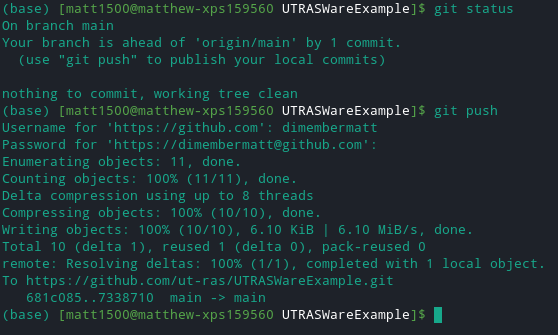 (base) [matt1500@matthew-xps159560 UTRASWareExample]$ git status
On branch main
Your branch is ahead of 'origin/main' by 1 commit.
  (use "git push" to publish your local commits)

nothing to commit, working tree clean
(base) [matt1500@matthew-xps159560 UTRASWareExample]$ git push
Username for 'https://github.com': dimembermatt
Password for 'https://dimembermatt@github.com':
Enumerating objects: 11, done.
Counting objects: 100% (11/11), done.
Delta compression using up to 8 threads
Compressing objects: 100% (10/10), done.
Writing objects: 100% (10/10), 6.10 KiB | 6.10 MiB/s, done.
Total 10 (delta 1), reused 1 (delta 0), pack-reused 0
remote: Resolving deltas: 100% (1/1), completed with 1 local object.
To https://github.com/ut-ras/UTRASWareExample.git
   681c085..7338710  main -> main
(base) [matt1500@matthew-xps159560 UTRASWareExample]$